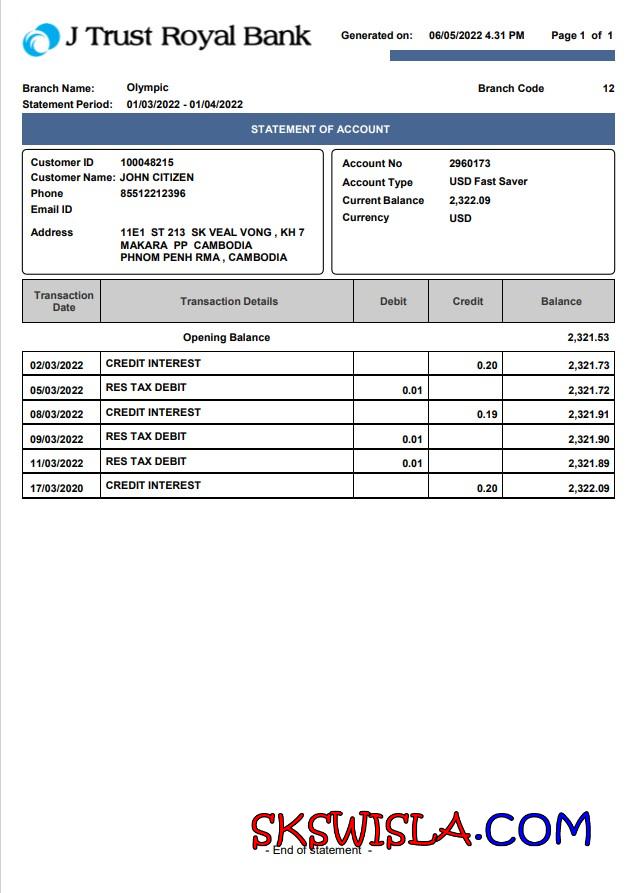 J Trust Royal Bank
Generated on: 06/05/2022 4.31 PM Page 1 of 1
Branch Name: Olympic Branch Code 12
Statement Period: 01/03/2022 - 01/04/2022
STATEMENT OF ACCOUNT
Customer ID 100048215
Customer Name: JOHN CITIZEN
Phone 85512212396
Email ID
Address 11E1 ST 213 SK VEAL VONG , KH 7
MAKARA PP CAMBODIA
PHNOM PENH RMA , CAMBODIA
Account No 2960173
Account Type USD Fast Saver
Current Balance 2,322.09
Currency USD
Transaction Date Transaction Details Debit Credit Balance
Opening Balance 2,321.53
02/03/2022 CREDIT INTEREST 0.20 2,321.73
05/03/2022 RES TAX DEBIT 0.01 2,321.72
08/03/2022 CREDIT INTEREST 0.19 2,321.91
09/03/2022 RES TAX DEBIT 0.01 2,321.90
11/03/2022 RES TAX DEBIT 0.01 2,321.89
17/03/2020 CREDIT INTEREST 0.20 2,322.09
SKSWISLA.COM
- End of statement -